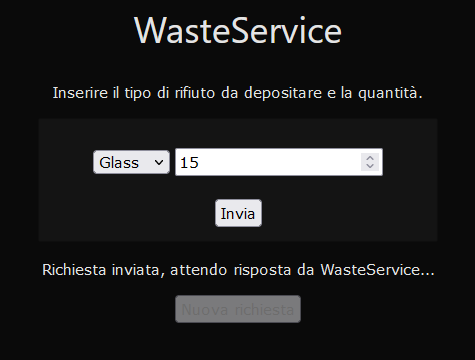 WasteService
Inserire il tipo di rifiuto da depositare e la quantità.
Glass 15
Invia
Richiesta inviata, attendo risposta da WasteService...
Nuova richiesta